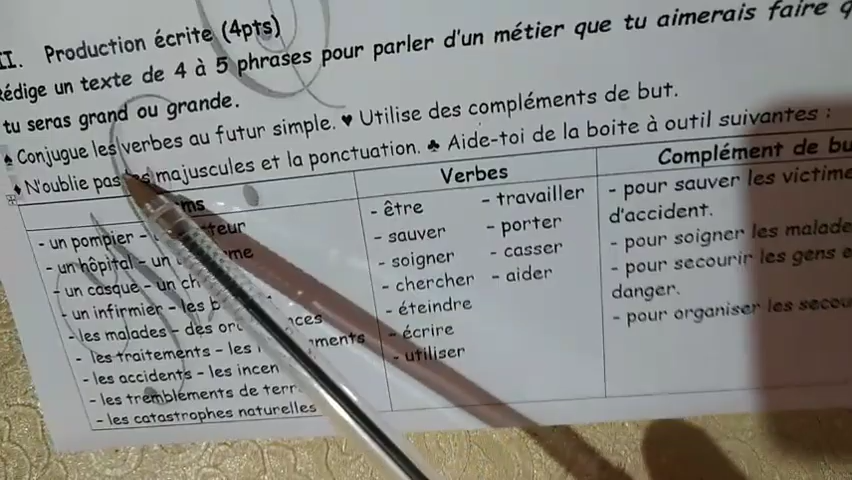 II. Production écrite (4pts)
Rédige un texte de 4 à 5 phrases pour parler d'un métier que tu aimerais faire q
tu seras grand ou grande.
♠ Conjugue les verbes au futur simple. ♥ Utilise des compléments de but.
♦ N'oublie pas les majuscules et la ponctuation. ♣ Aide-toi de la boite à outil suivantes :
Verbes
Complément de bu
- un pompier -
- un hôpital - un
- un casque - un
- un infirmier - les
- les malades - des
- les traitements - les
- les accidents - les incen
- les tremblements de terr
- les catastrophes naturelles
- être - travailler
- sauver - porter
- soigner - casser
- chercher - aider
- éteindre
- écrire
- utiliser
- pour sauver les victime
d'accident.
- pour soigner les malade
- pour secourir les gens e
danger.
- pour organiser les secou